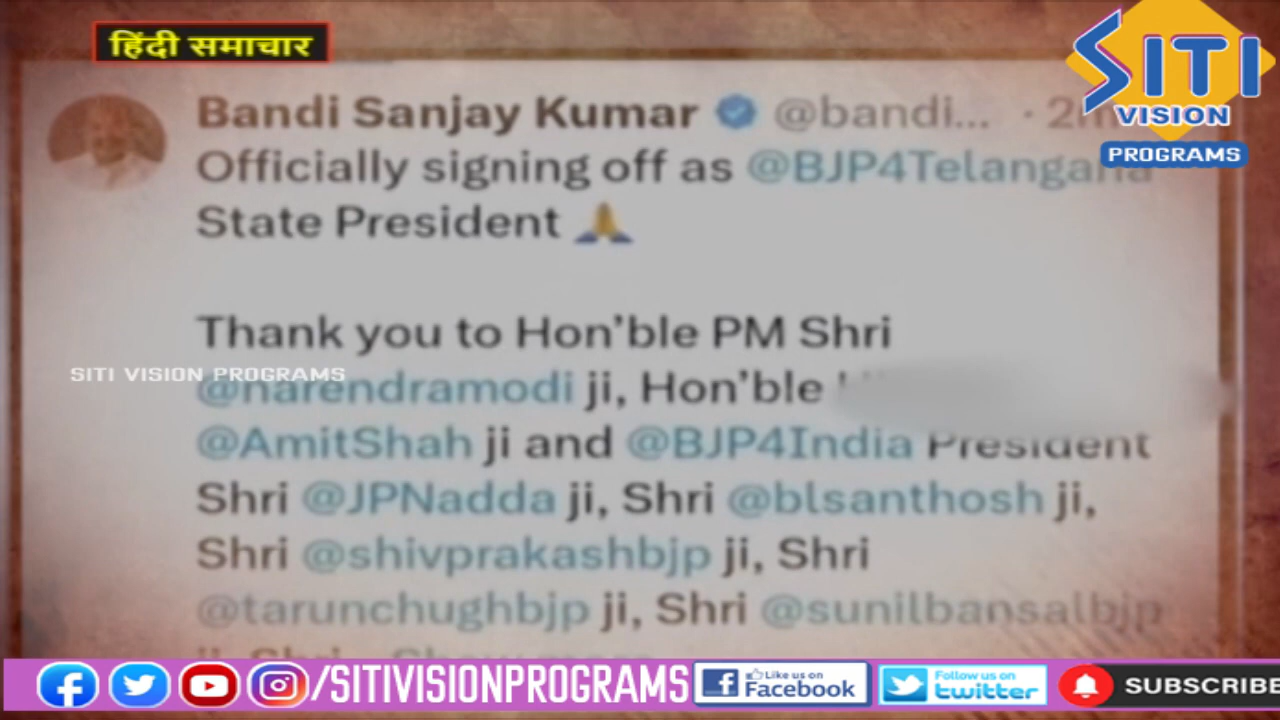 हिंदी समाचार
SITI
VISION
PROGRAMS
Bandi Sanjay Kumar @bandi... · 2m
Officially signing off as @BJP4Telangana
State President 🙏
Thank you to Hon'ble PM Shri
SITI VISION PROGRAMS
@narendramodi ji, Hon'ble
@AmitShah ji and @BJP4India President
Shri @JPNadda ji, Shri @blsanthosh ji,
Shri @shivprakashbjp ji, Shri
@tarunchughbjp ji, Shri @sunilbansalbjp
ji, Shri
/SITIVISIONPROGRAMS
Like us on
Facebook
Follow us on
twitter
SUBSCRIBE